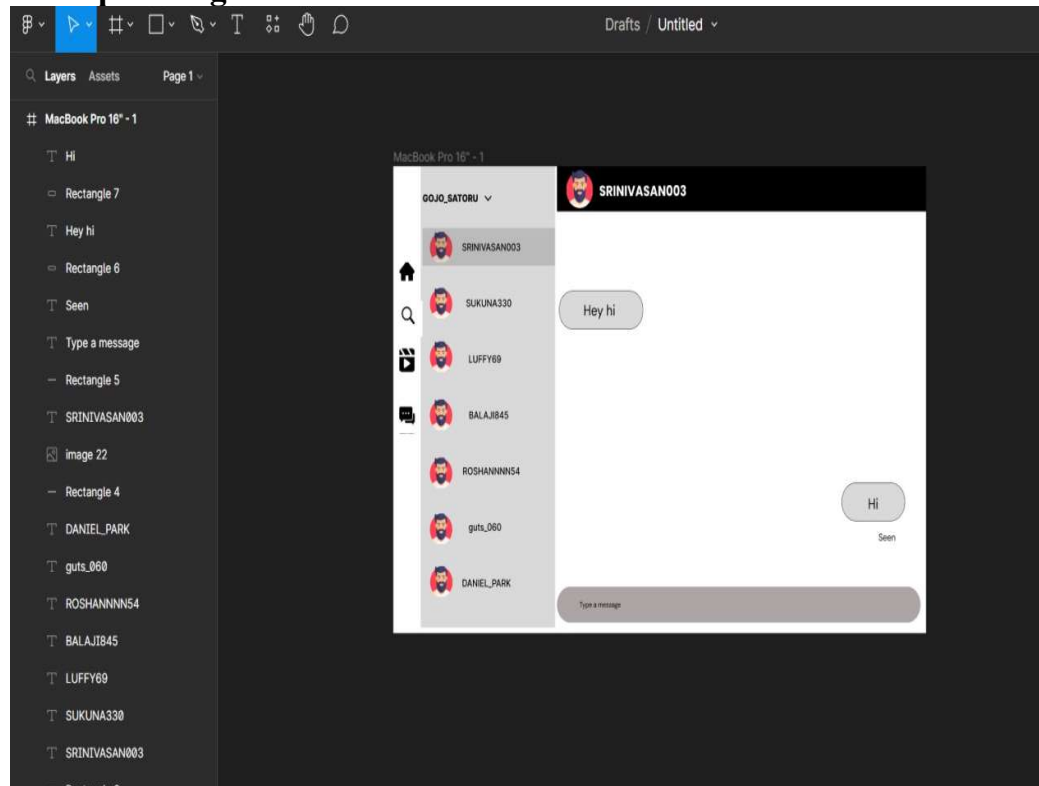 Drafts / Untitled
Layers Assets Page 1
MacBook Pro 16" - 1
Hi
Rectangle 7
Hey hi
Rectangle 6
Seen
Type a message
Rectangle 5
SRINIVASAN003
image 22
Rectangle 4
DANIEL_PARK
guts_060
ROSHANNNN54
BALAJI845
LUFFY69
SUKUNA330
SRINIVASAN003
MacBook Pro 16" - 1
GOJO_SATORU
SRINIVASAN003
SUKUNA330
LUFFY69
BALAJI845
ROSHANNNN54
guts_060
DANIEL_PARK
SRINIVASAN003
Hey hi
Hi
Seen
Type a message